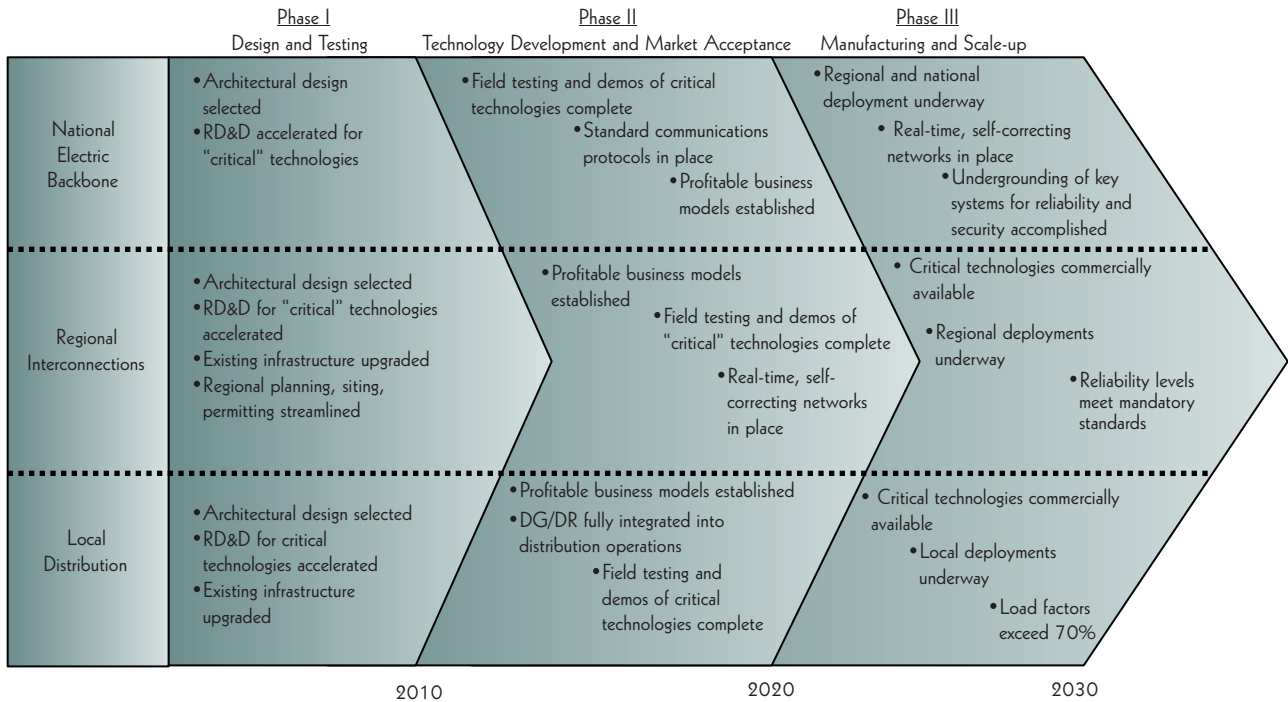 Phase I
Design and Testing
Phase II
Technology Development and Market Acceptance
Phase III
Manufacturing and Scale-up
National
Electric
Backbone
• Architectural design
selected
• RD&D accelerated for
“critical” technologies
• Field testing and demos of critical
technologies complete
• Standard communications
protocols in place
• Profitable business
models established
• Regional and national
deployment underway
• Real-time, self-correcting
networks in place
• Undergrounding of key
systems for reliability and
security accomplished
Regional
Interconnections
• Architectural design selected
• RD&D for “critical” technologies
accelerated
• Existing infrastructure upgraded
• Regional planning, siting,
permitting streamlined
• Profitable business models
established
• Field testing and demos of
“critical” technologies complete
• Real-time, self-
correcting networks
in place
• Critical technologies commercially
available
• Regional deployments
underway
• Reliability levels
meet mandatory
standards
Local
Distribution
• Architectural design selected
• RD&D for critical
technologies accelerated
• Existing infrastructure
upgraded
• Profitable business models established
• DG/DR fully integrated into
distribution operations
• Field testing and
demos of critical
technologies complete
• Critical technologies commercially
available
• Local deployments
underway
• Load factors
exceed 70%
2010
2020
2030